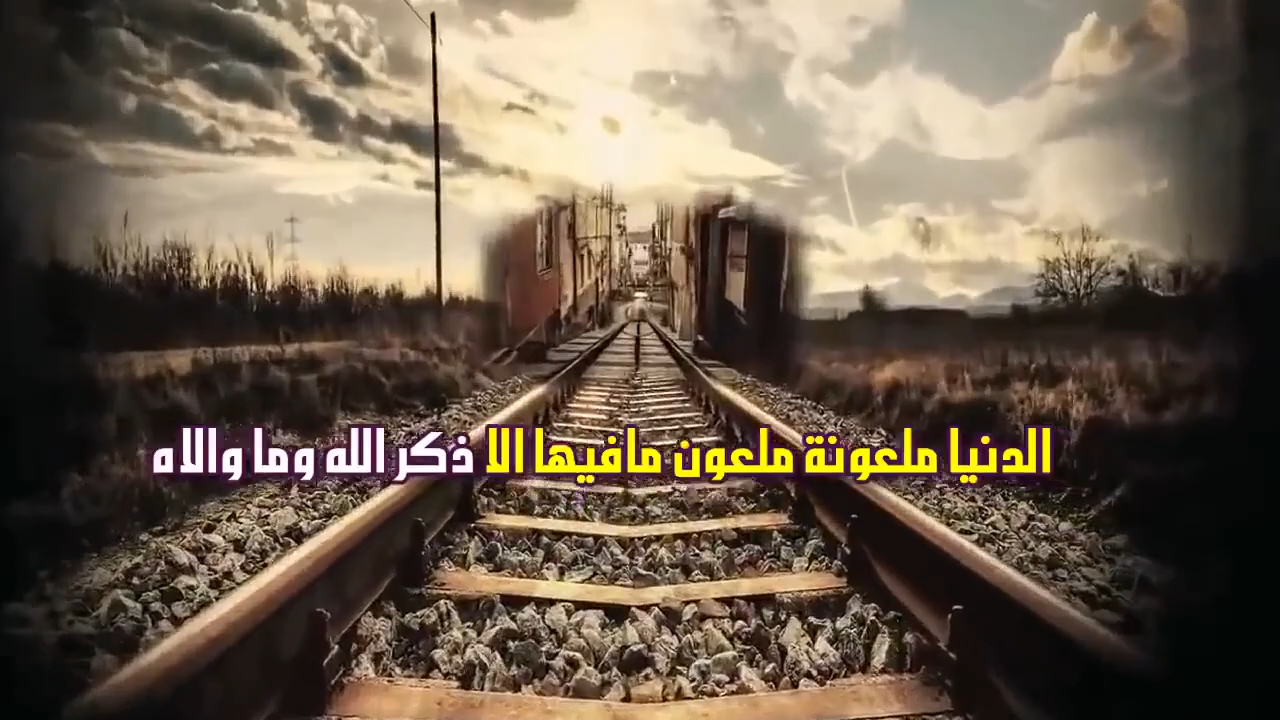 الدنيا ملعونة ملعون مافيها الا ذكر الله وما والاه